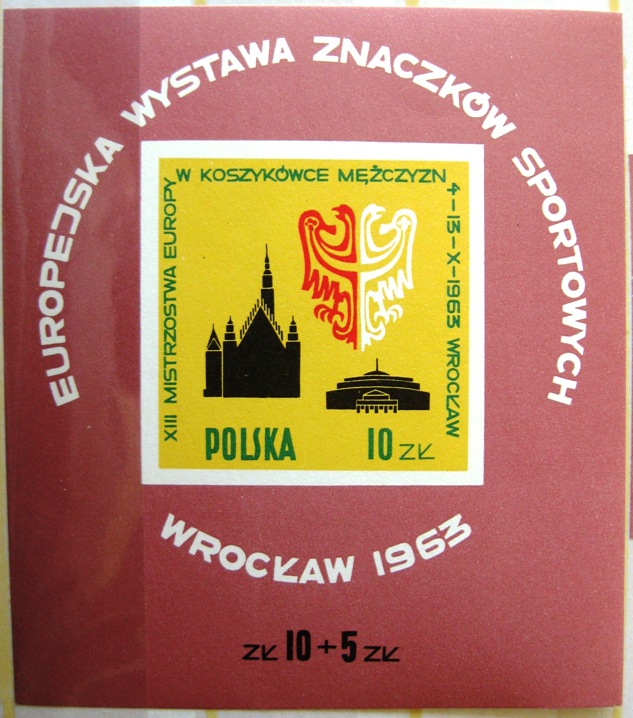 EUROPEJSKA WYSTAWA ZNACZKÓW SPORTOWYCH
XIII MISTRZOSTWA EUROPY
W KOSZYKÓWCE MĘŻCZYZN
4-13-X-1963 WROCŁAW
POLSKA 10 ZŁ
WROCŁAW 1963
ZŁ 10+5 ZŁ